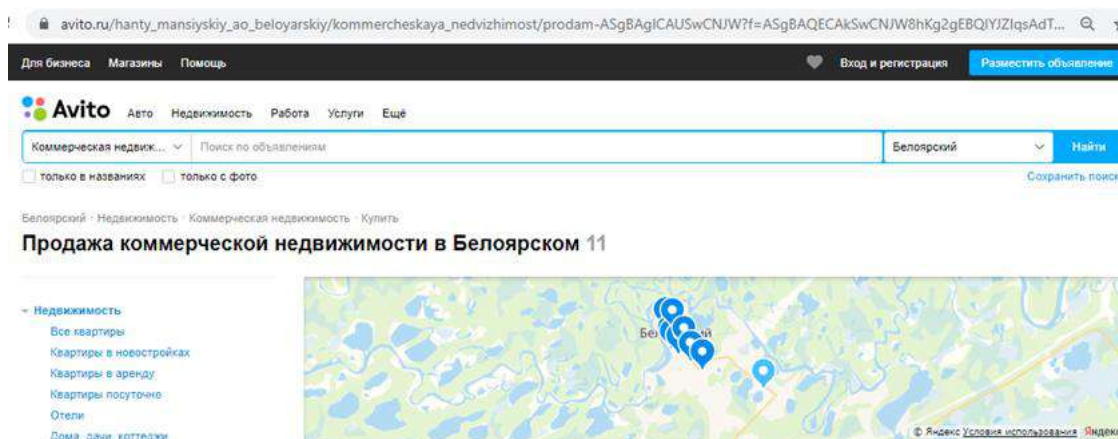 avito.ru/hanty_mansiyskiy_ao_beloyarskiy/kommercheskaya_nedvizhimost/prodam-ASgBAgICAUSwCNJW?f=ASgBAQECAkSwCNJW8hKg2gEBQIYJZIqsAdT...
Для бизнеса Магазины Помощь Вход и регистрация Разместить объявление
Avito Авто Недвижимость Работа Услуги Ещё
Коммерческая недвиж... Поиск по объявлениям Белоярский Найти
только в названиях только с фото Сохранить поиск
Белоярский · Недвижимость · Коммерческая недвижимость · Купить
Продажа коммерческой недвижимости в Белоярском 11
Недвижимость
Все квартиры
Квартиры в новостройках
Квартиры в аренду
Квартиры посуточно
Отели
Дома, дачи, коттеджи
© Яндекс Условия использования Яндекс